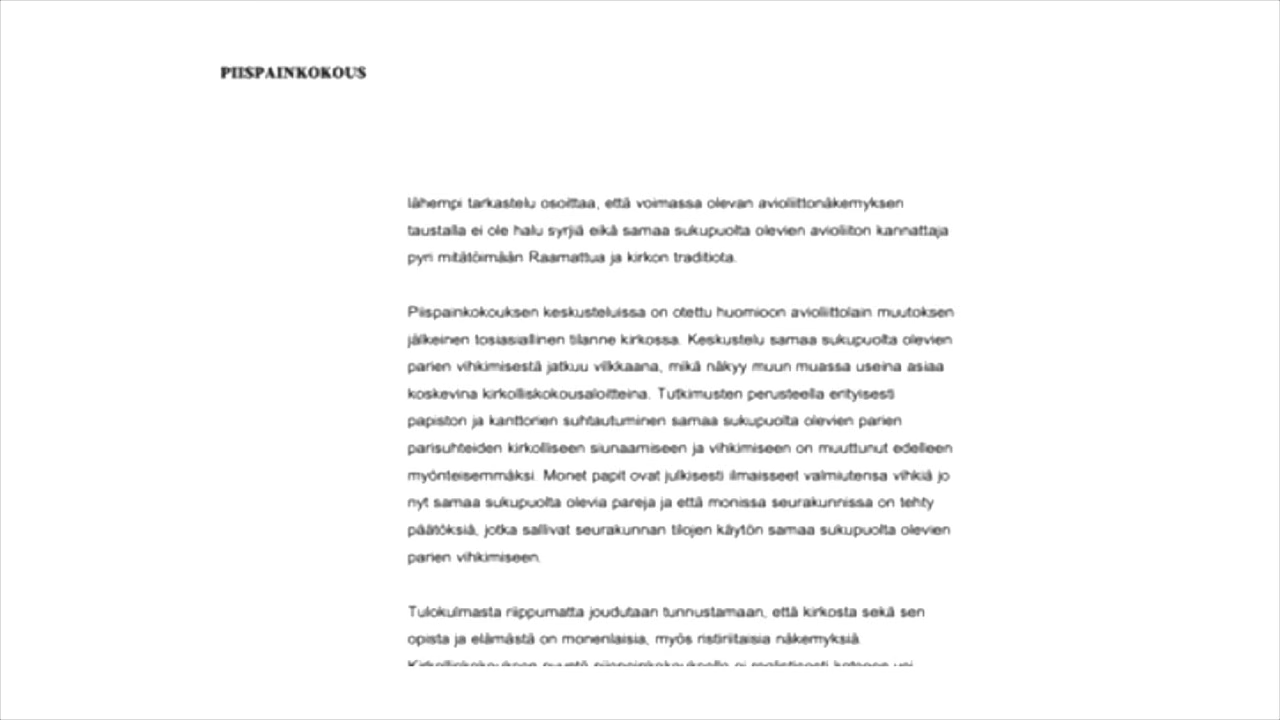 PIISPAINKOKOUS
lähempi tarkastelu osoittaa, että voimassa olevan avioliittonäkemyksen
taustalla ei ole halu syrjiä eikä samaa sukupuolta olevien avioliiton kannattaja
pyri mitätöimään Raamattua ja kirkon traditiota.
Piispainkokouksen keskusteluissa on otettu huomioon avioliittolain muutoksen
jälkeinen tosiasiallinen tilanne kirkossa. Keskustelu samaa sukupuolta olevien
parien vihkimisestä jatkuu vilkkaana, mikä näkyy muun muassa useina asiaa
koskevina kirkolliskokousaloitteina. Tutkimusten perusteella erityisesti
papiston ja kanttorien suhtautuminen samaa sukupuolta olevien parien
parisuhteiden kirkolliseen siunaamiseen ja vihkimiseen on muuttunut edelleen
myönteisemmäksi. Monet papit ovat julkisesti ilmaisseet valmiutensa vihkiä jo
nyt samaa sukupuolta olevia pareja ja että monissa seurakunnissa on tehty
päätöksiä, jotka sallivat seurakunnan tilojen käytön samaa sukupuolta olevien
parien vihkimiseen.
Tulokulmasta riippumatta joudutaan tunnustamaan, että kirkosta sekä sen
opista ja elämästä on monenlaisia, myös ristiriitaisia näkemyksiä.